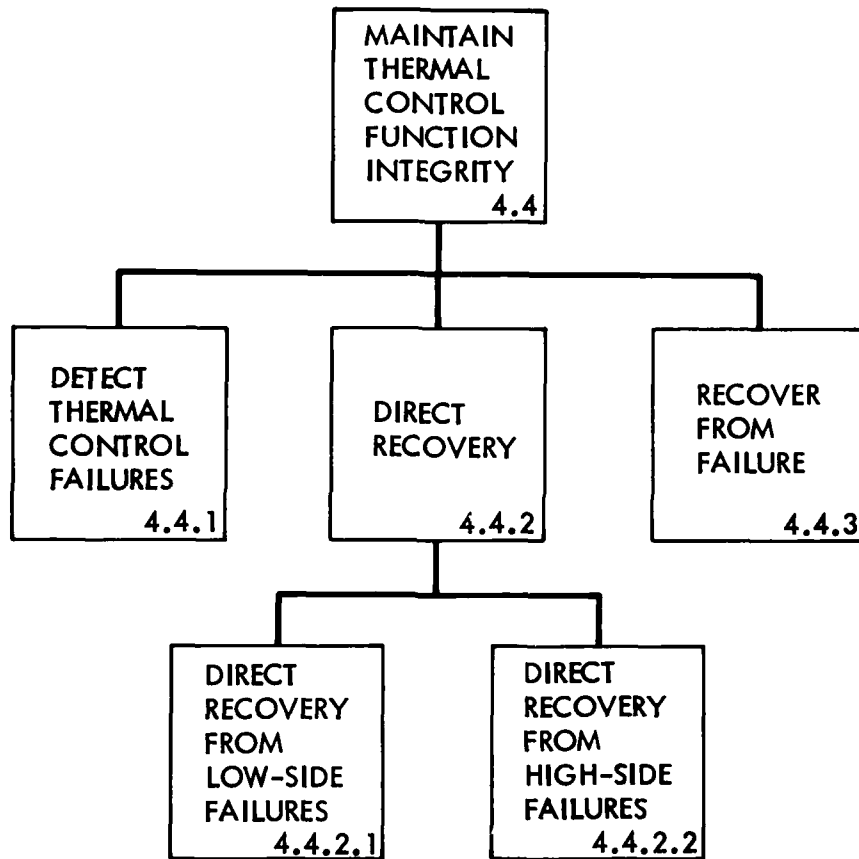 MAINTAIN
THERMAL
CONTROL
FUNCTION
INTEGRITY
4.4
DETECT
THERMAL
CONTROL
FAILURES
4.4.1
DIRECT
RECOVERY
4.4.2
RECOVER
FROM
FAILURE
4.4.3
DIRECT
RECOVERY
FROM
LOW-SIDE
FAILURES
4.4.2.1
DIRECT
RECOVERY
FROM
HIGH-SIDE
FAILURES
4.4.2.2